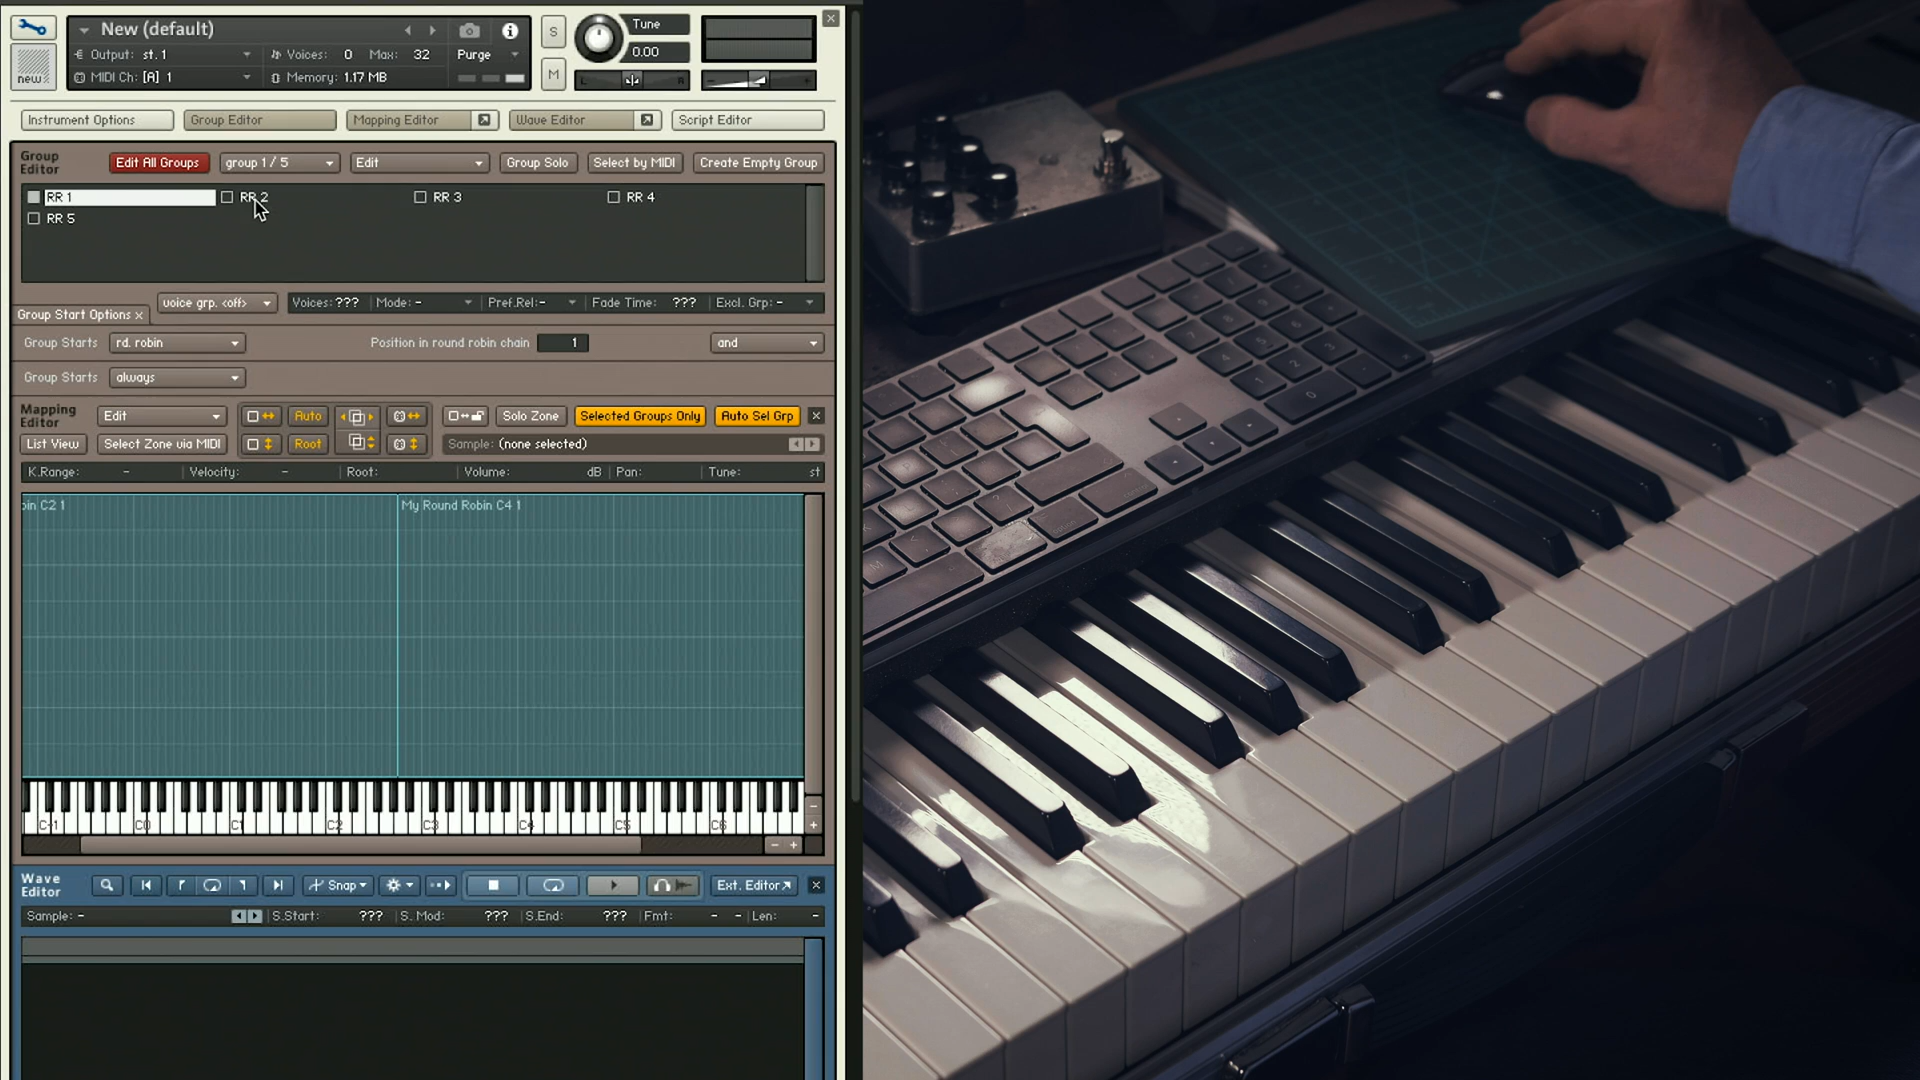 New (default)
Output: st. 1
Voices: 0 Max: 32
Purge
MIDI Ch: [A] 1
Memory: 1.17 MB
new
S
M
Tune
0.00
L R
- +
Instrument Options
Group Editor
Mapping Editor
Wave Editor
Script Editor
Group Editor
Edit All Groups
group 1 / 5
Edit
Group Solo
Select by MIDI
Create Empty Group
RR 1
RR 2
RR 3
RR 4
RR 5
voice grp. <off>
Voices: ???
Mode: -
Pref.Rel: -
Fade Time: ???
Excl. Grp: -
Group Start Options ×
Group Starts
rd. robin
Position in round robin chain
1
and
Group Starts
always
Mapping Editor
Edit
Auto
Solo Zone
Selected Groups Only
Auto Sel Grp
List View
Select Zone via MIDI
Root
Sample: (none selected)
K.Range: -
Velocity: -
Root:
Volume: dB
Pan:
Tune: st
bin C2 1
My Round Robin C4 1
C-1
C0
C1
C2
C3
C4
C5
C6
Wave Editor
Snap
Ext. Editor
Sample: -
S.Start: ???
S. Mod: ???
S.End: ???
Fmt: - -
Len: -